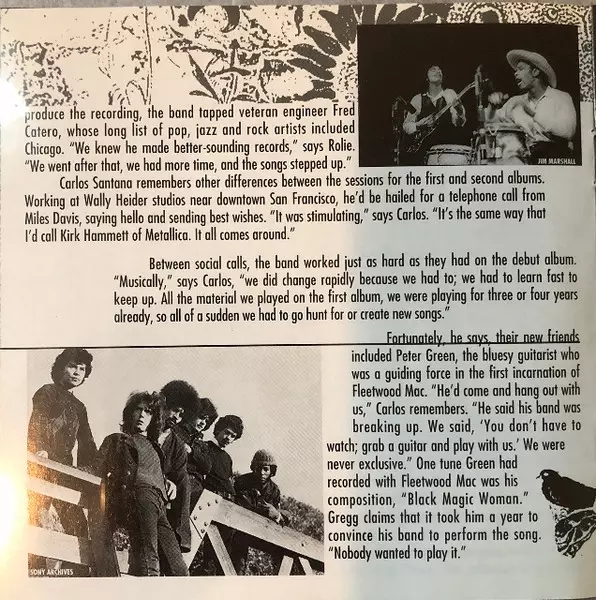 produce the recording, the band tapped veteran engineer Fred
Catero, whose long list of pop, jazz and rock artists included
Chicago. “We knew he made better-sounding records,” says Rolie.
“We went after that, we had more time, and the songs stepped up.”
JIM MARSHALL
Carlos Santana remembers other differences between the sessions for the first and second albums.
Working at Wally Heider studios near downtown San Francisco, he’d be hailed for a telephone call from
Miles Davis, saying hello and sending best wishes. “It was stimulating,” says Carlos. “It’s the same way that
I’d call Kirk Hammett of Metallica. It all comes around.”
Between social calls, the band worked just as hard as they had on the debut album.
“Musically,” says Carlos, “we did change rapidly because we had to; we had to learn fast to
keep up. All the material we played on the first album, we were playing for three or four years
already, so all of a sudden we had to go hunt for or create new songs.”
Fortunately, he says, their new friends
included Peter Green, the bluesy guitarist who
was a guiding force in the first incarnation of
Fleetwood Mac. “He’d come and hang out with
us,” Carlos remembers. “He said his band was
breaking up. We said, ‘You don’t have to
watch; grab a guitar and play with us.’ We were
never exclusive.” One tune Green had
recorded with Fleetwood Mac was his
composition, “Black Magic Woman.”
Gregg claims that it took him a year to
convince his band to perform the song.
“Nobody wanted to play it.”
SONY ARCHIVES